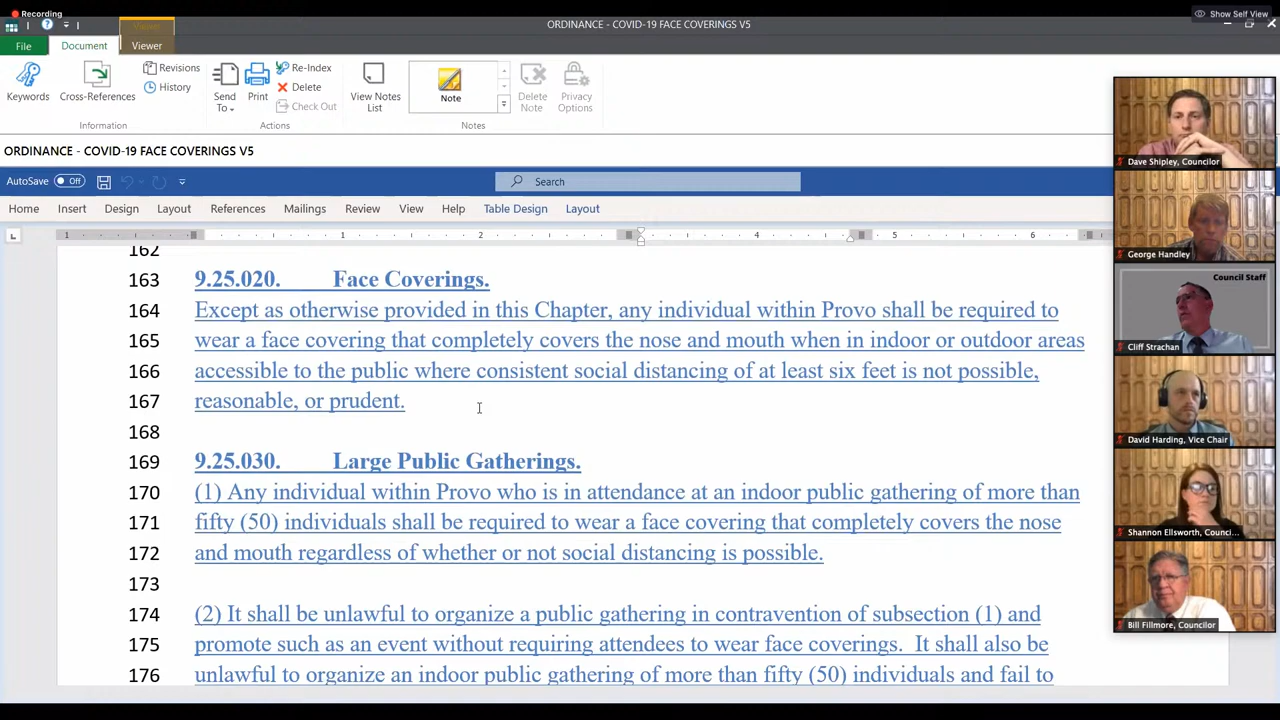 Recording
Show Self View
ORDINANCE - COVID-19 FACE COVERINGS V5
Viewer
File
Document
Viewer
Keywords
Cross-References
Revisions
History
Information
Send To
Print
Re-Index
Delete
Check Out
Actions
View Notes List
Note
Delete Note
Privacy Options
Notes
ORDINANCE - COVID-19 FACE COVERINGS V5
AutoSave Off
Search
Home Insert Design Layout References Mailings Review View Help Table Design Layout
1 1 2 4 5 6
162
163 9.25.020. Face Coverings.
164 Except as otherwise provided in this Chapter, any individual within Provo shall be required to
165 wear a face covering that completely covers the nose and mouth when in indoor or outdoor areas
166 accessible to the public where consistent social distancing of at least six feet is not possible,
167 reasonable, or prudent.
168
169 9.25.030. Large Public Gatherings.
170 (1) Any individual within Provo who is in attendance at an indoor public gathering of more than
171 fifty (50) individuals shall be required to wear a face covering that completely covers the nose
172 and mouth regardless of whether or not social distancing is possible.
173
174 (2) It shall be unlawful to organize a public gathering in contravention of subsection (1) and
175 promote such as an event without requiring attendees to wear face coverings. It shall also be
176 unlawful to organize an indoor public gathering of more than fifty (50) individuals and fail to
Dave Shipley, Councilor
George Handley
Council Staff
Cliff Strachan
David Harding, Vice Chair
Shannon Ellsworth, Counci...
Bill Fillmore, Councilor